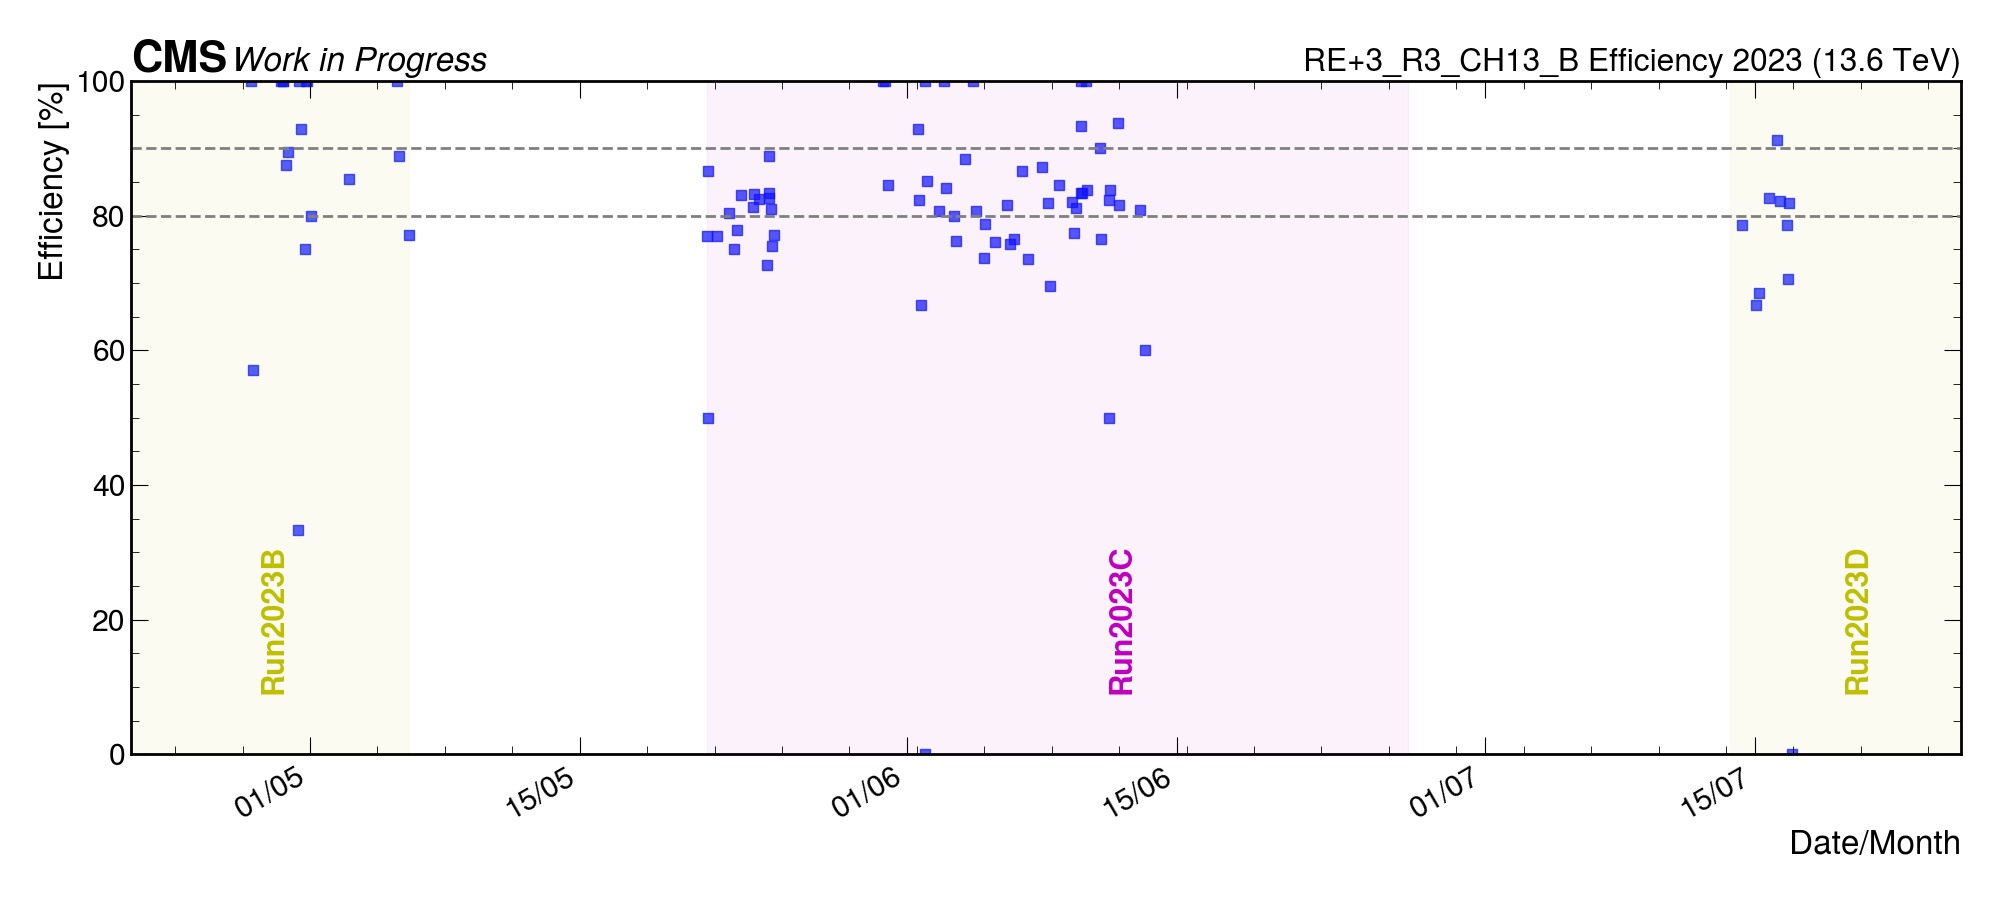 CMS Work in Progress
RE+3_R3_CH13_B Efficiency 2023 (13.6 TeV)
Efficiency [%]
100
80
60
40
20
0
Run2023B
Run2023C
Run2023D
01/05
15/05
01/06
15/06
01/07
15/07
Date/Month